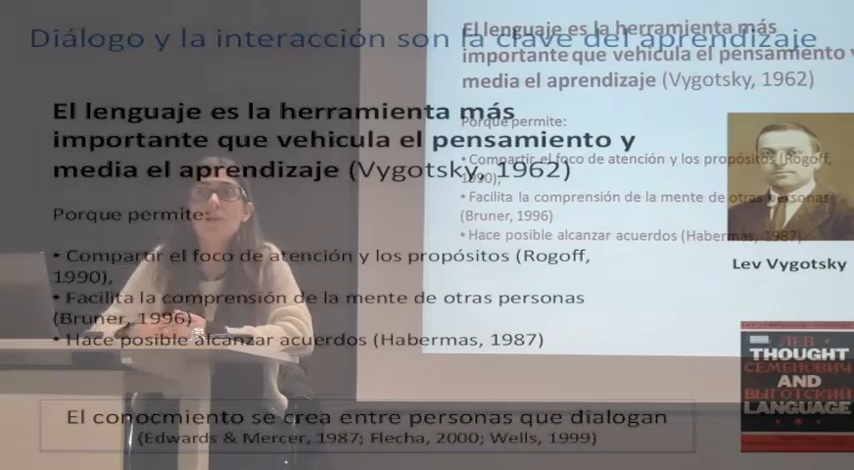 Diálogo y la interacción son la clave del aprendizaje
El lenguaje es la herramienta más
importante que vehicula el pensamiento y
media el aprendizaje (Vygotsky, 1962)
Porque permite:
• Compartir el foco de atención y los propósitos (Rogoff,
1990),
• Facilita la comprensión de la mente de otras personas
(Bruner, 1996)
• Hace posible alcanzar acuerdos (Habermas, 1987)
El conocmiento se crea entre personas que dialogan
(Edwards & Mercer, 1987; Flecha, 2000; Wells, 1999)
El lenguaje es la herramienta más
importante que vehicula el pensamiento y
media el aprendizaje (Vygotsky, 1962)
Porque permite:
• Compartir el foco de atención y los propósitos (Rogoff,
1990),
• Facilita la comprensión de la mente de otras personas
(Bruner, 1996)
• Hace posible alcanzar acuerdos (Habermas, 1987)
Lev Vygotsky
ЛЕВ
THOUGHT
СЕМЕНОВИЧ
AND
ВЫГОТСКИЙ
LANGUAGE